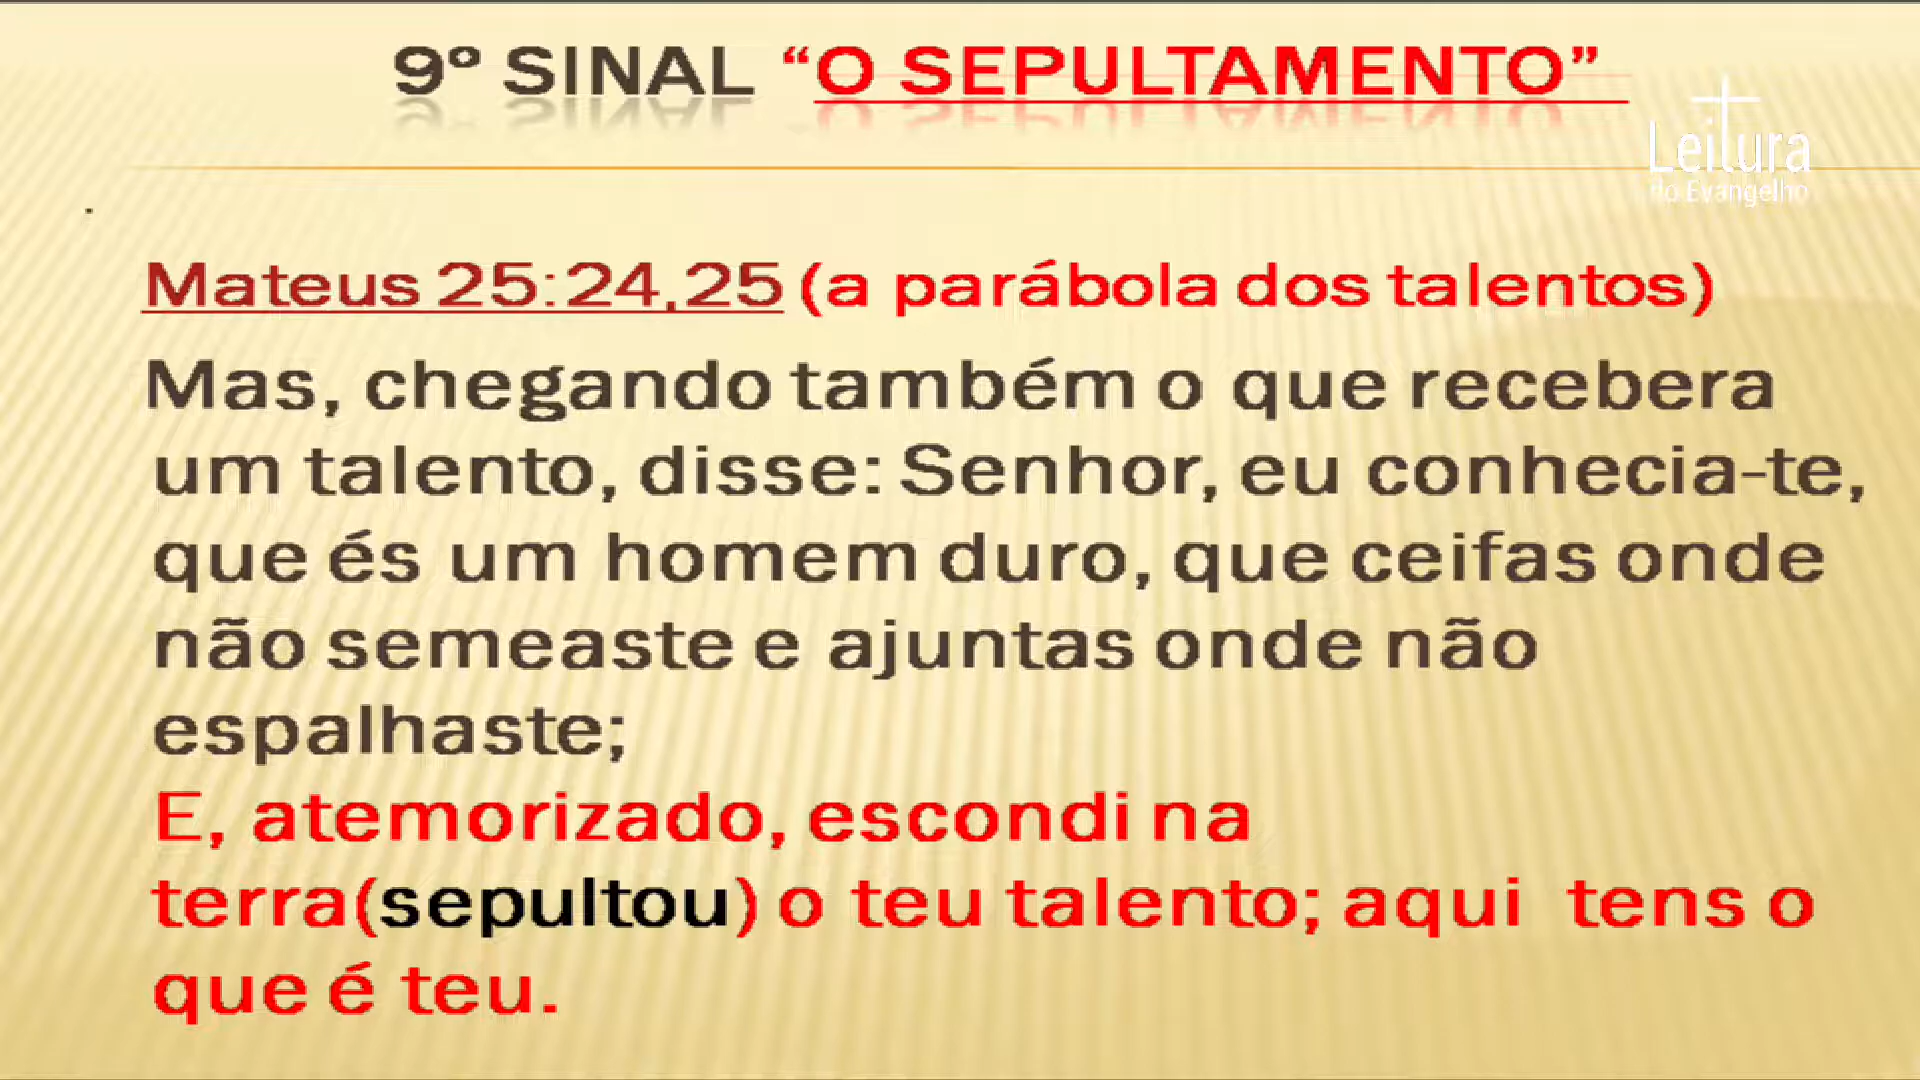 9º SINAL “O SEPULTAMENTO”
Leitura
do Evangelho
Mateus 25:24,25 (a parábola dos talentos)
Mas, chegando também o que recebera
um talento, disse: Senhor, eu conhecia-te,
que és um homem duro, que ceifas onde
não semeaste e ajuntas onde não
espalhaste;
E, atemorizado, escondi na
terra(sepultou) o teu talento; aqui tens o
que é teu.